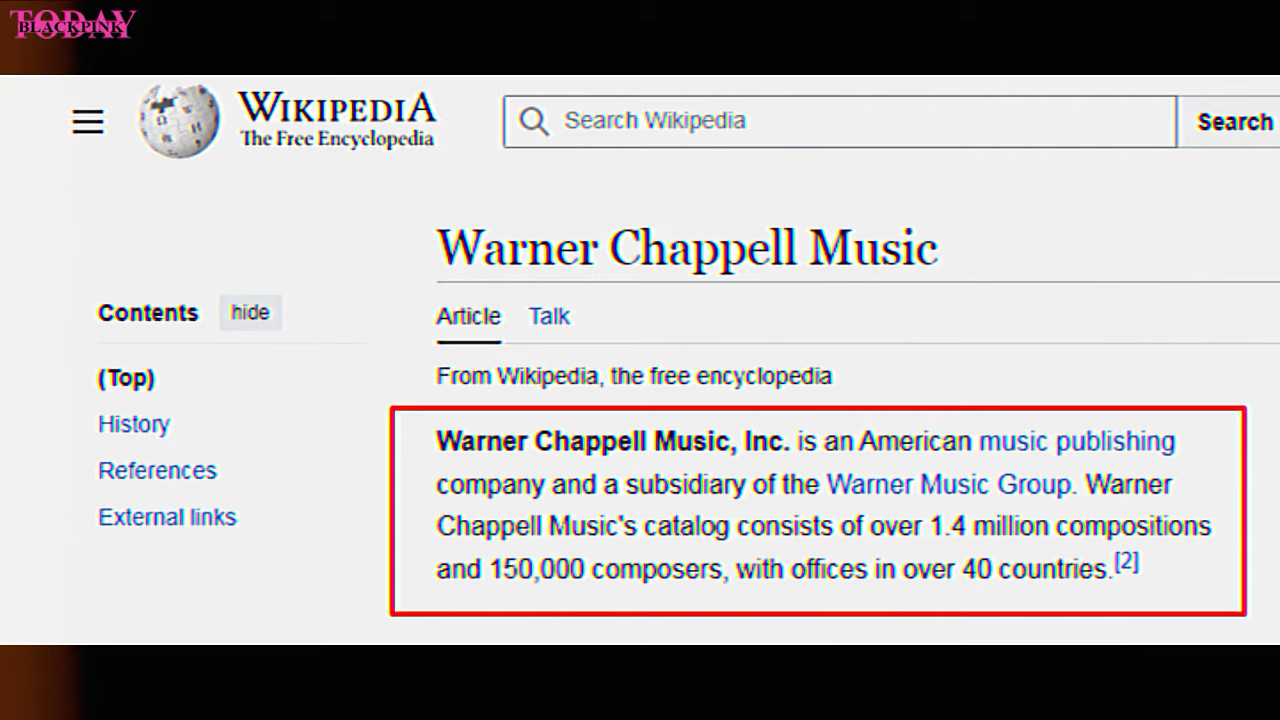 TODAY
BLACKPINK
WIKIPEDIA
The Free Encyclopedia
Search Wikipedia
Search
Warner Chappell Music
Contents hide
Article Talk
(Top)
History
References
External links
From Wikipedia, the free encyclopedia
Warner Chappell Music, Inc. is an American music publishing
company and a subsidiary of the Warner Music Group. Warner
Chappell Music's catalog consists of over 1.4 million compositions
and 150,000 composers, with offices in over 40 countries.[2]